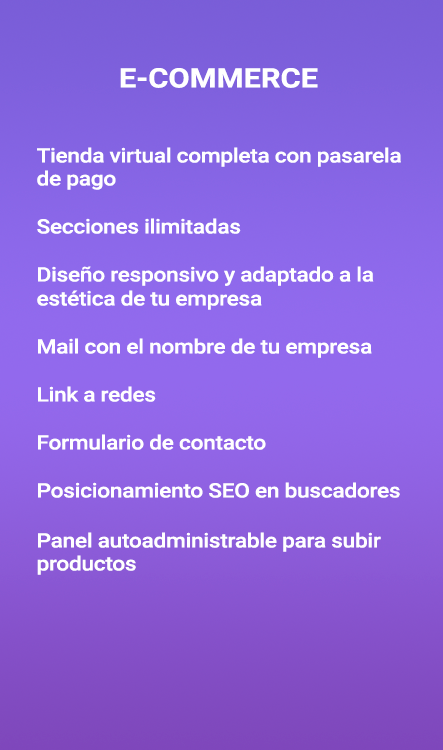 E-COMMERCE
Tienda virtual completa con pasarela
de pago
Secciones ilimitadas
Diseño responsivo y adaptado a la
estética de tu empresa
Mail con el nombre de tu empresa
Link a redes
Formulario de contacto
Posicionamiento SEO en buscadores
Panel autoadministrable para subir
productos